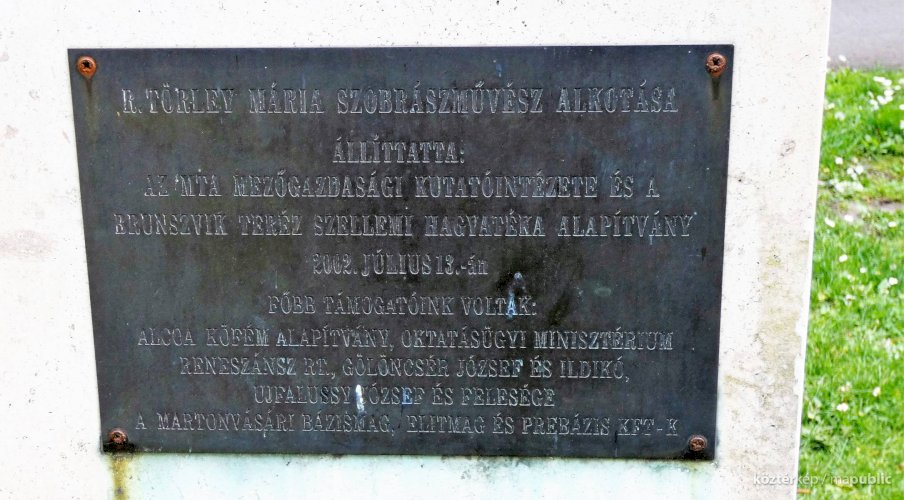 R. TÖRLEY MÁRIA SZOBRÁSZMŰVÉSZ ALKOTÁSA
ÁLLÍTTATTA:
AZ MTA MEZŐGAZDASÁGI KUTATÓINTÉZETE ÉS A
BRUNSZVIK TERÉZ SZELLEMI HAGYATÉKA ALAPÍTVÁNY
2002. JÚLIUS 13.-án
FŐBB TÁMOGATÓINK VOLTAK:
ALCOA KÖFÉM ALAPÍTVÁNY, OKTATÁSÜGYI MINISZTÉRIUM
RENESZÁNSZ RT., GÖLÖNCSÉR JÓZSEF ÉS ILDIKÓ,
UJFALUSSY JÓZSEF ÉS FELESÉGE
A MARTONVÁSÁRI BÁZISMAG, ELITMAG ÉS PREBÁZIS KFT-K
köztérkép / mapublic